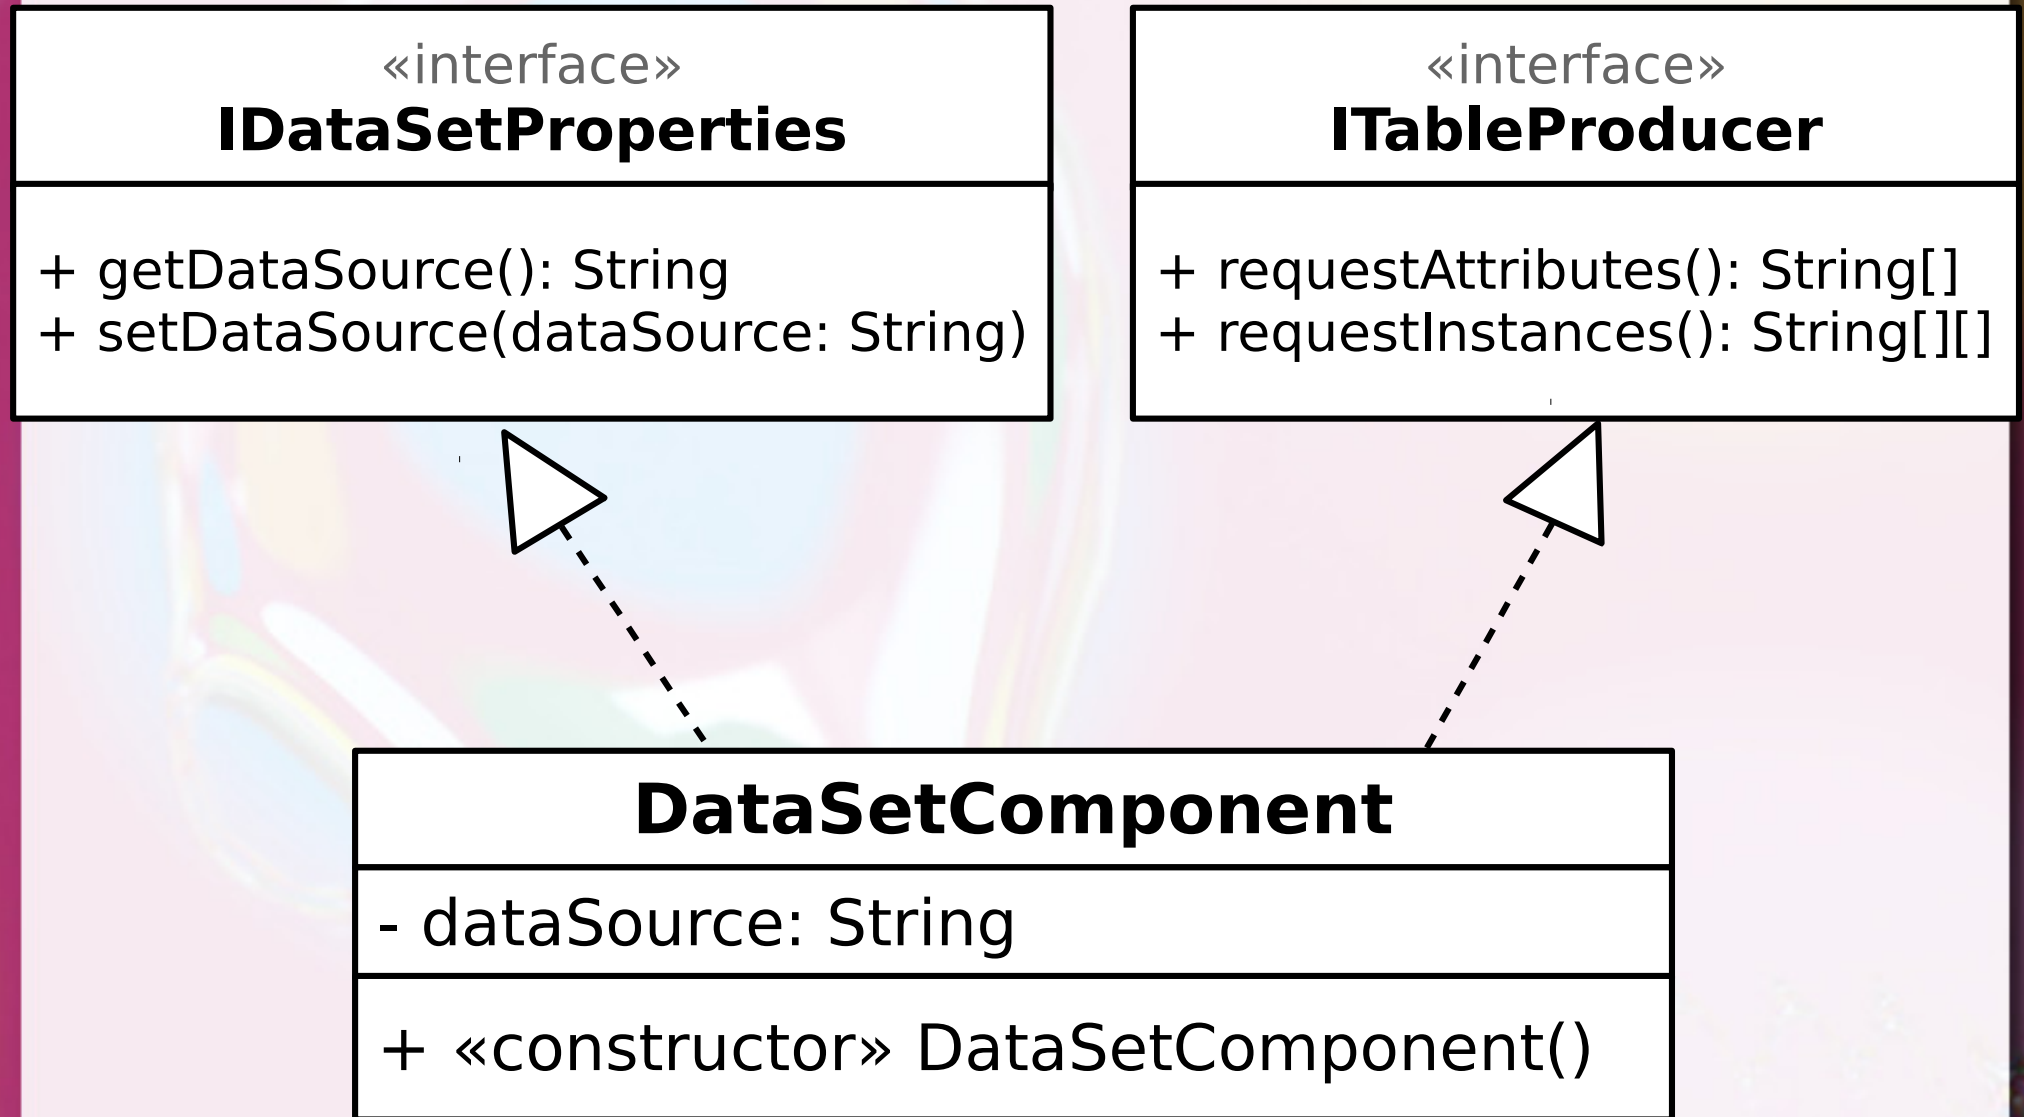 «interface»
IDataSetProperties
+ getDataSource(): String
+ setDataSource(dataSource: String)
«interface»
ITableProducer
+ requestAttributes(): String[]
+ requestInstances(): String[][]
DataSetComponent
- dataSource: String
+ «constructor» DataSetComponent()